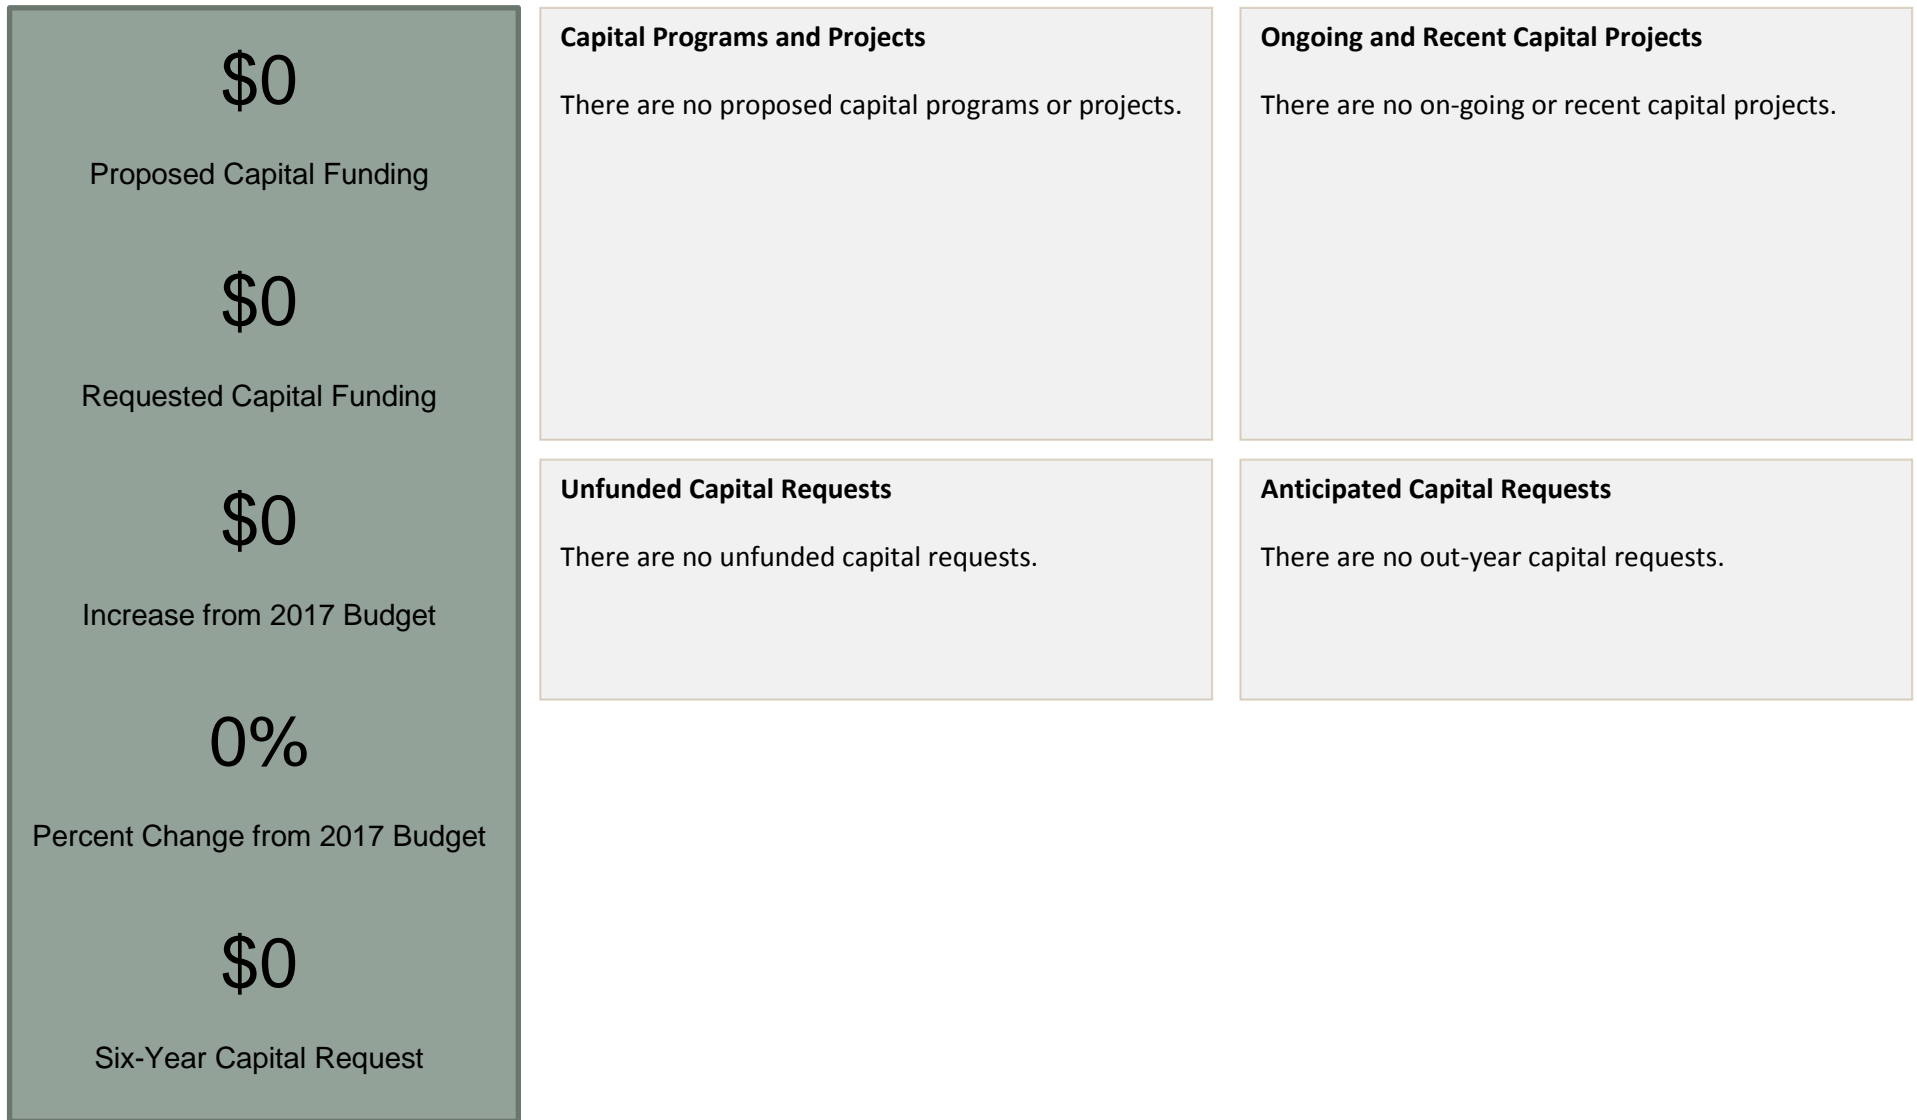 $0
Proposed Capital Funding
$0
Requested Capital Funding
$0
Increase from 2017 Budget
0%
Percent Change from 2017 Budget
$0
Six-Year Capital Request
Capital Programs and Projects
There are no proposed capital programs or projects.
Ongoing and Recent Capital Projects
There are no on-going or recent capital projects.
Unfunded Capital Requests
There are no unfunded capital requests.
Anticipated Capital Requests
There are no out-year capital requests.